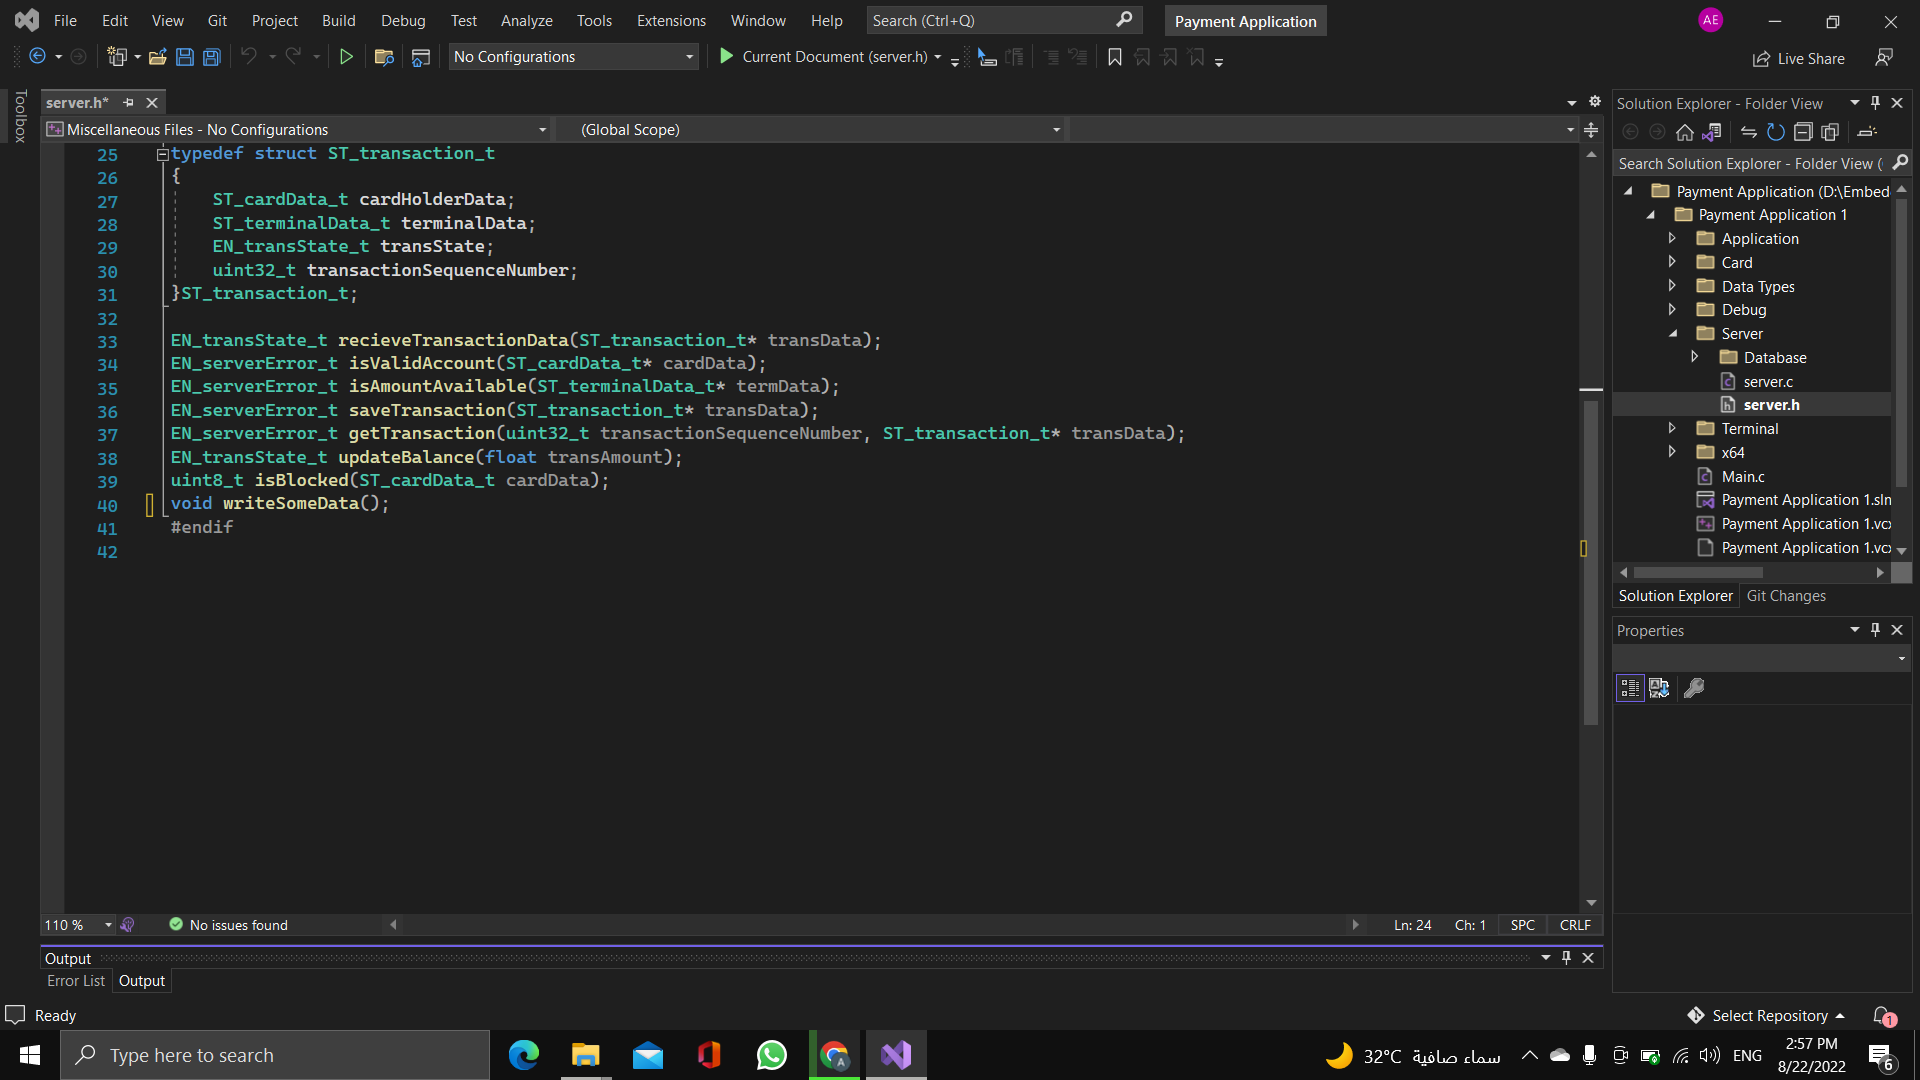 File Edit View Git Project Build Debug Test Analyze Tools Extensions Window Help Search (Ctrl+Q) Payment Application AE
No Configurations Current Document (server.h) Live Share
Toolbox
server.h*
Miscellaneous Files - No Configurations (Global Scope)
25 typedef struct ST_transaction_t
26 {
27 ST_cardData_t cardHolderData;
28 ST_terminalData_t terminalData;
29 EN_transState_t transState;
30 uint32_t transactionSequenceNumber;
31 }ST_transaction_t;
32
33 EN_transState_t recieveTransactionData(ST_transaction_t* transData);
34 EN_serverError_t isValidAccount(ST_cardData_t* cardData);
35 EN_serverError_t isAmountAvailable(ST_terminalData_t* termData);
36 EN_serverError_t saveTransaction(ST_transaction_t* transData);
37 EN_serverError_t getTransaction(uint32_t transactionSequenceNumber, ST_transaction_t* transData);
38 EN_transState_t updateBalance(float transAmount);
39 uint8_t isBlocked(ST_cardData_t cardData);
40 void writeSomeData();
41 #endif
42
110 % No issues found Ln: 24 Ch: 1 SPC CRLF
Output
Error List Output
Solution Explorer - Folder View
Search Solution Explorer - Folder View (
Payment Application (D:\Embed
Payment Application 1
Application
Card
Data Types
Debug
Server
Database
server.c
server.h
Terminal
x64
Main.c
Payment Application 1.sln
Payment Application 1.vcx
Payment Application 1.vcx
Solution Explorer Git Changes
Properties
Ready Select Repository 1
Type here to search 32°C سماء صافية ENG 2:57 PM
8/22/2022 6